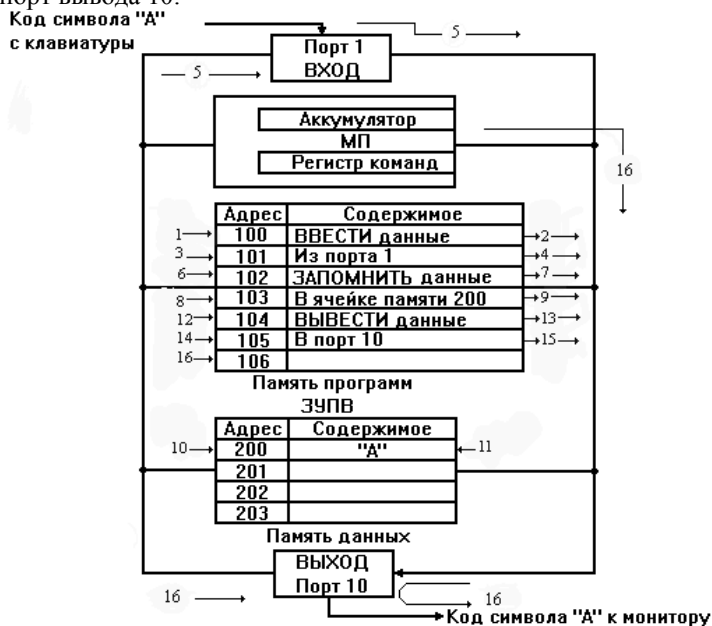 порт вывода 10.
Код символа "А"
с клавиатуры
5
Порт 1
ВХОД
5
Аккумулятор
МП
Регистр команд
16
Адрес Содержимое
1 100 ВВЕСТИ данные 2
3 101 Из порта 1 4
6 102 ЗАПОМНИТЬ данные 7
8 103 В ячейке памяти 200 9
12 104 ВЫВЕСТИ данные 13
14 105 В порт 10 15
16 106
Память программ
ЗУПВ
Адрес Содержимое
10 200 "А" 11
201
202
203
Память данных
ВЫХОД
Порт 10
16
16
Код символа "А" к монитору